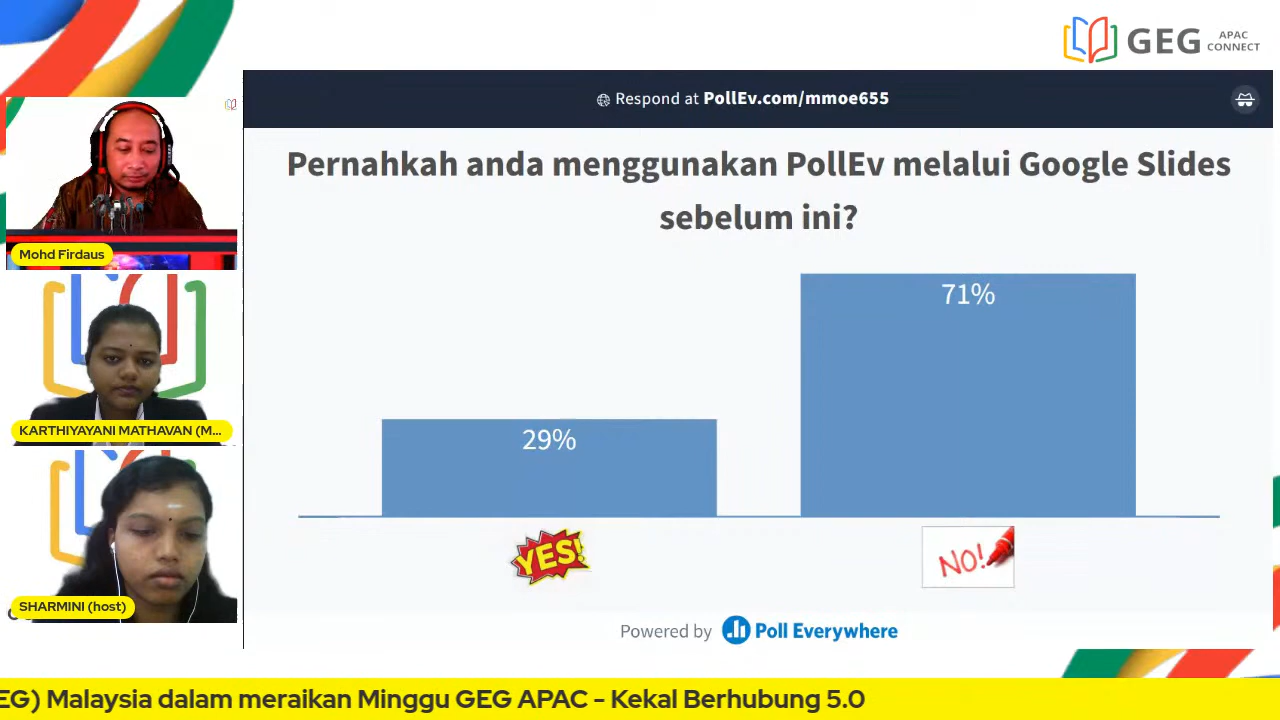 GEG
APAC
CONNECT
Respond at PollEv.com/mmoe655
Pernahkah anda menggunakan PollEv melalui Google Slides
sebelum ini?
29%
71%
YES!
NO!
Powered by Poll Everywhere
Mohd Firdaus
KARTHIYAYANI MATHAVAN (M...
SHARMINI (host)
EG) Malaysia dalam meraikan Minggu GEG APAC - Kekal Berhubung 5.0